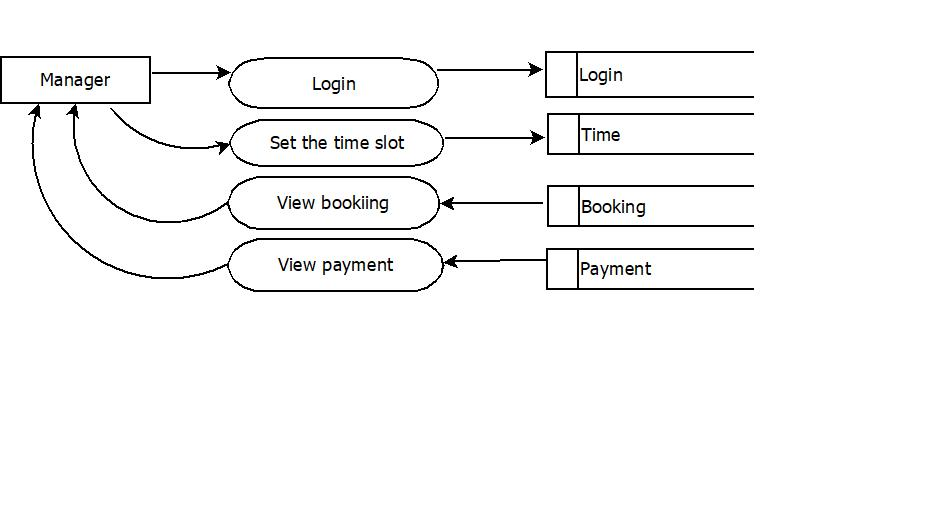 Manager
Login
Login
Set the time slot
Time
View bookiing
Booking
View payment
Payment